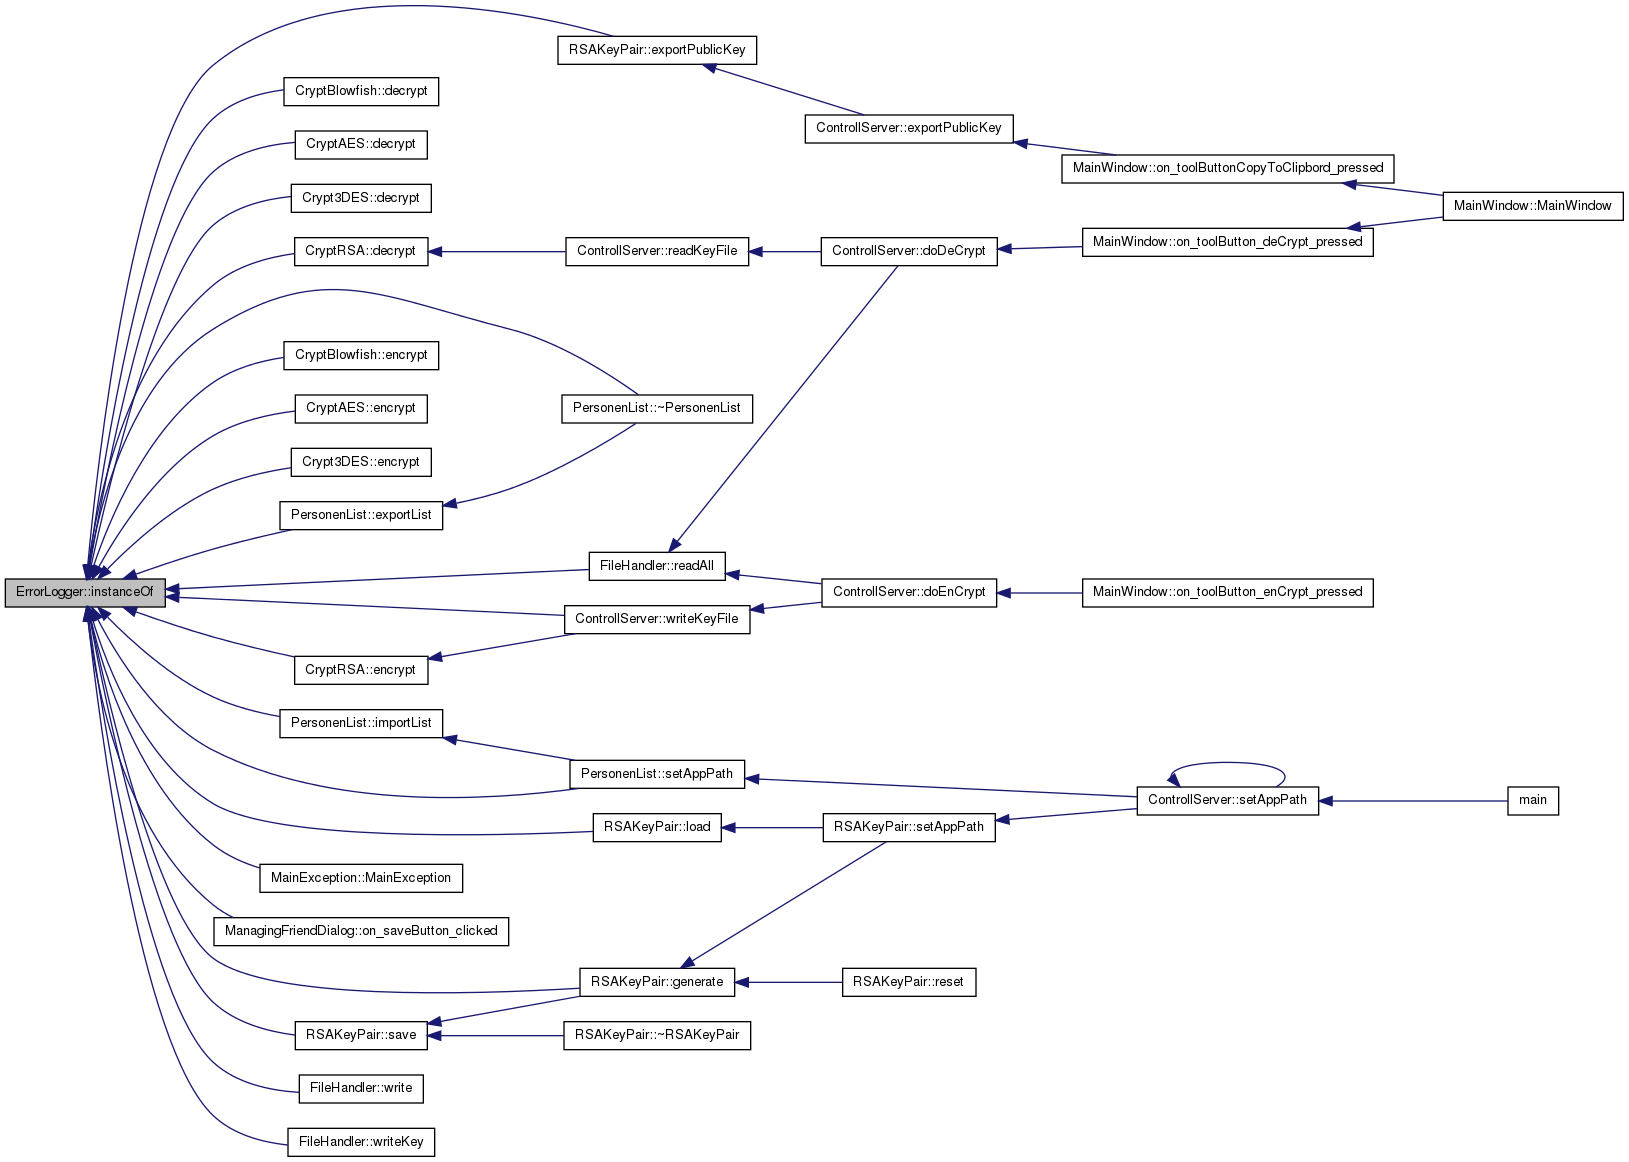 RSAKeyPair::exportPublicKey
CryptBlowfish::decrypt
ControllServer::exportPublicKey
CryptAES::decrypt
MainWindow::on_toolButtonCopyToClipbord_pressed
Crypt3DES::decrypt
MainWindow::MainWindow
CryptRSA::decrypt
ControllServer::readKeyFile
ControllServer::doDeCrypt
MainWindow::on_toolButton_deCrypt_pressed
CryptBlowfish::encrypt
CryptAES::encrypt
PersonenList::~PersonenList
Crypt3DES::encrypt
PersonenList::exportList
FileHandler::readAll
ErrorLogger::instanceOf
ControllServer::doEnCrypt
MainWindow::on_toolButton_enCrypt_pressed
ControllServer::writeKeyFile
CryptRSA::encrypt
PersonenList::importList
PersonenList::setAppPath
ControllServer::setAppPath
main
RSAKeyPair::load
RSAKeyPair::setAppPath
MainException::MainException
ManagingFriendDialog::on_saveButton_clicked
RSAKeyPair::generate
RSAKeyPair::reset
RSAKeyPair::save
RSAKeyPair::~RSAKeyPair
FileHandler::write
FileHandler::writeKey